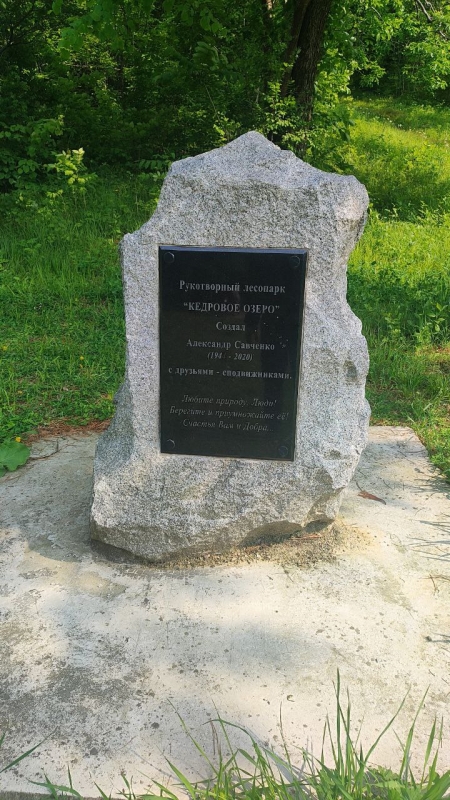 Рукотворный лесопарк
"КЕДРОВОЕ ОЗЕРО"
Создал
Александр Савченко
- 2020)
с друзьями - сподвижниками.
Любите природу, Люди!
Берегите и приумножайте её!
Счастья Вам и Добра.